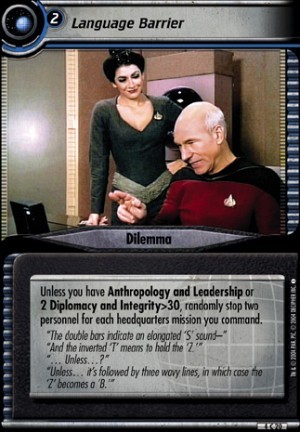 2
Language Barrier
Dilemma
Unless you have Anthropology and Leadership or
2 Diplomacy and Integrity>30, randomly stop two
personnel for each headquarters mission you command.
"The double bars indicate an elongated 'S' sound–"
"And the inverted 'T' means to hold the 'Z.'"
"... Unless...?"
"Unless... it's followed by three wavy lines, in which case the
'Z' becomes a 'B.'"